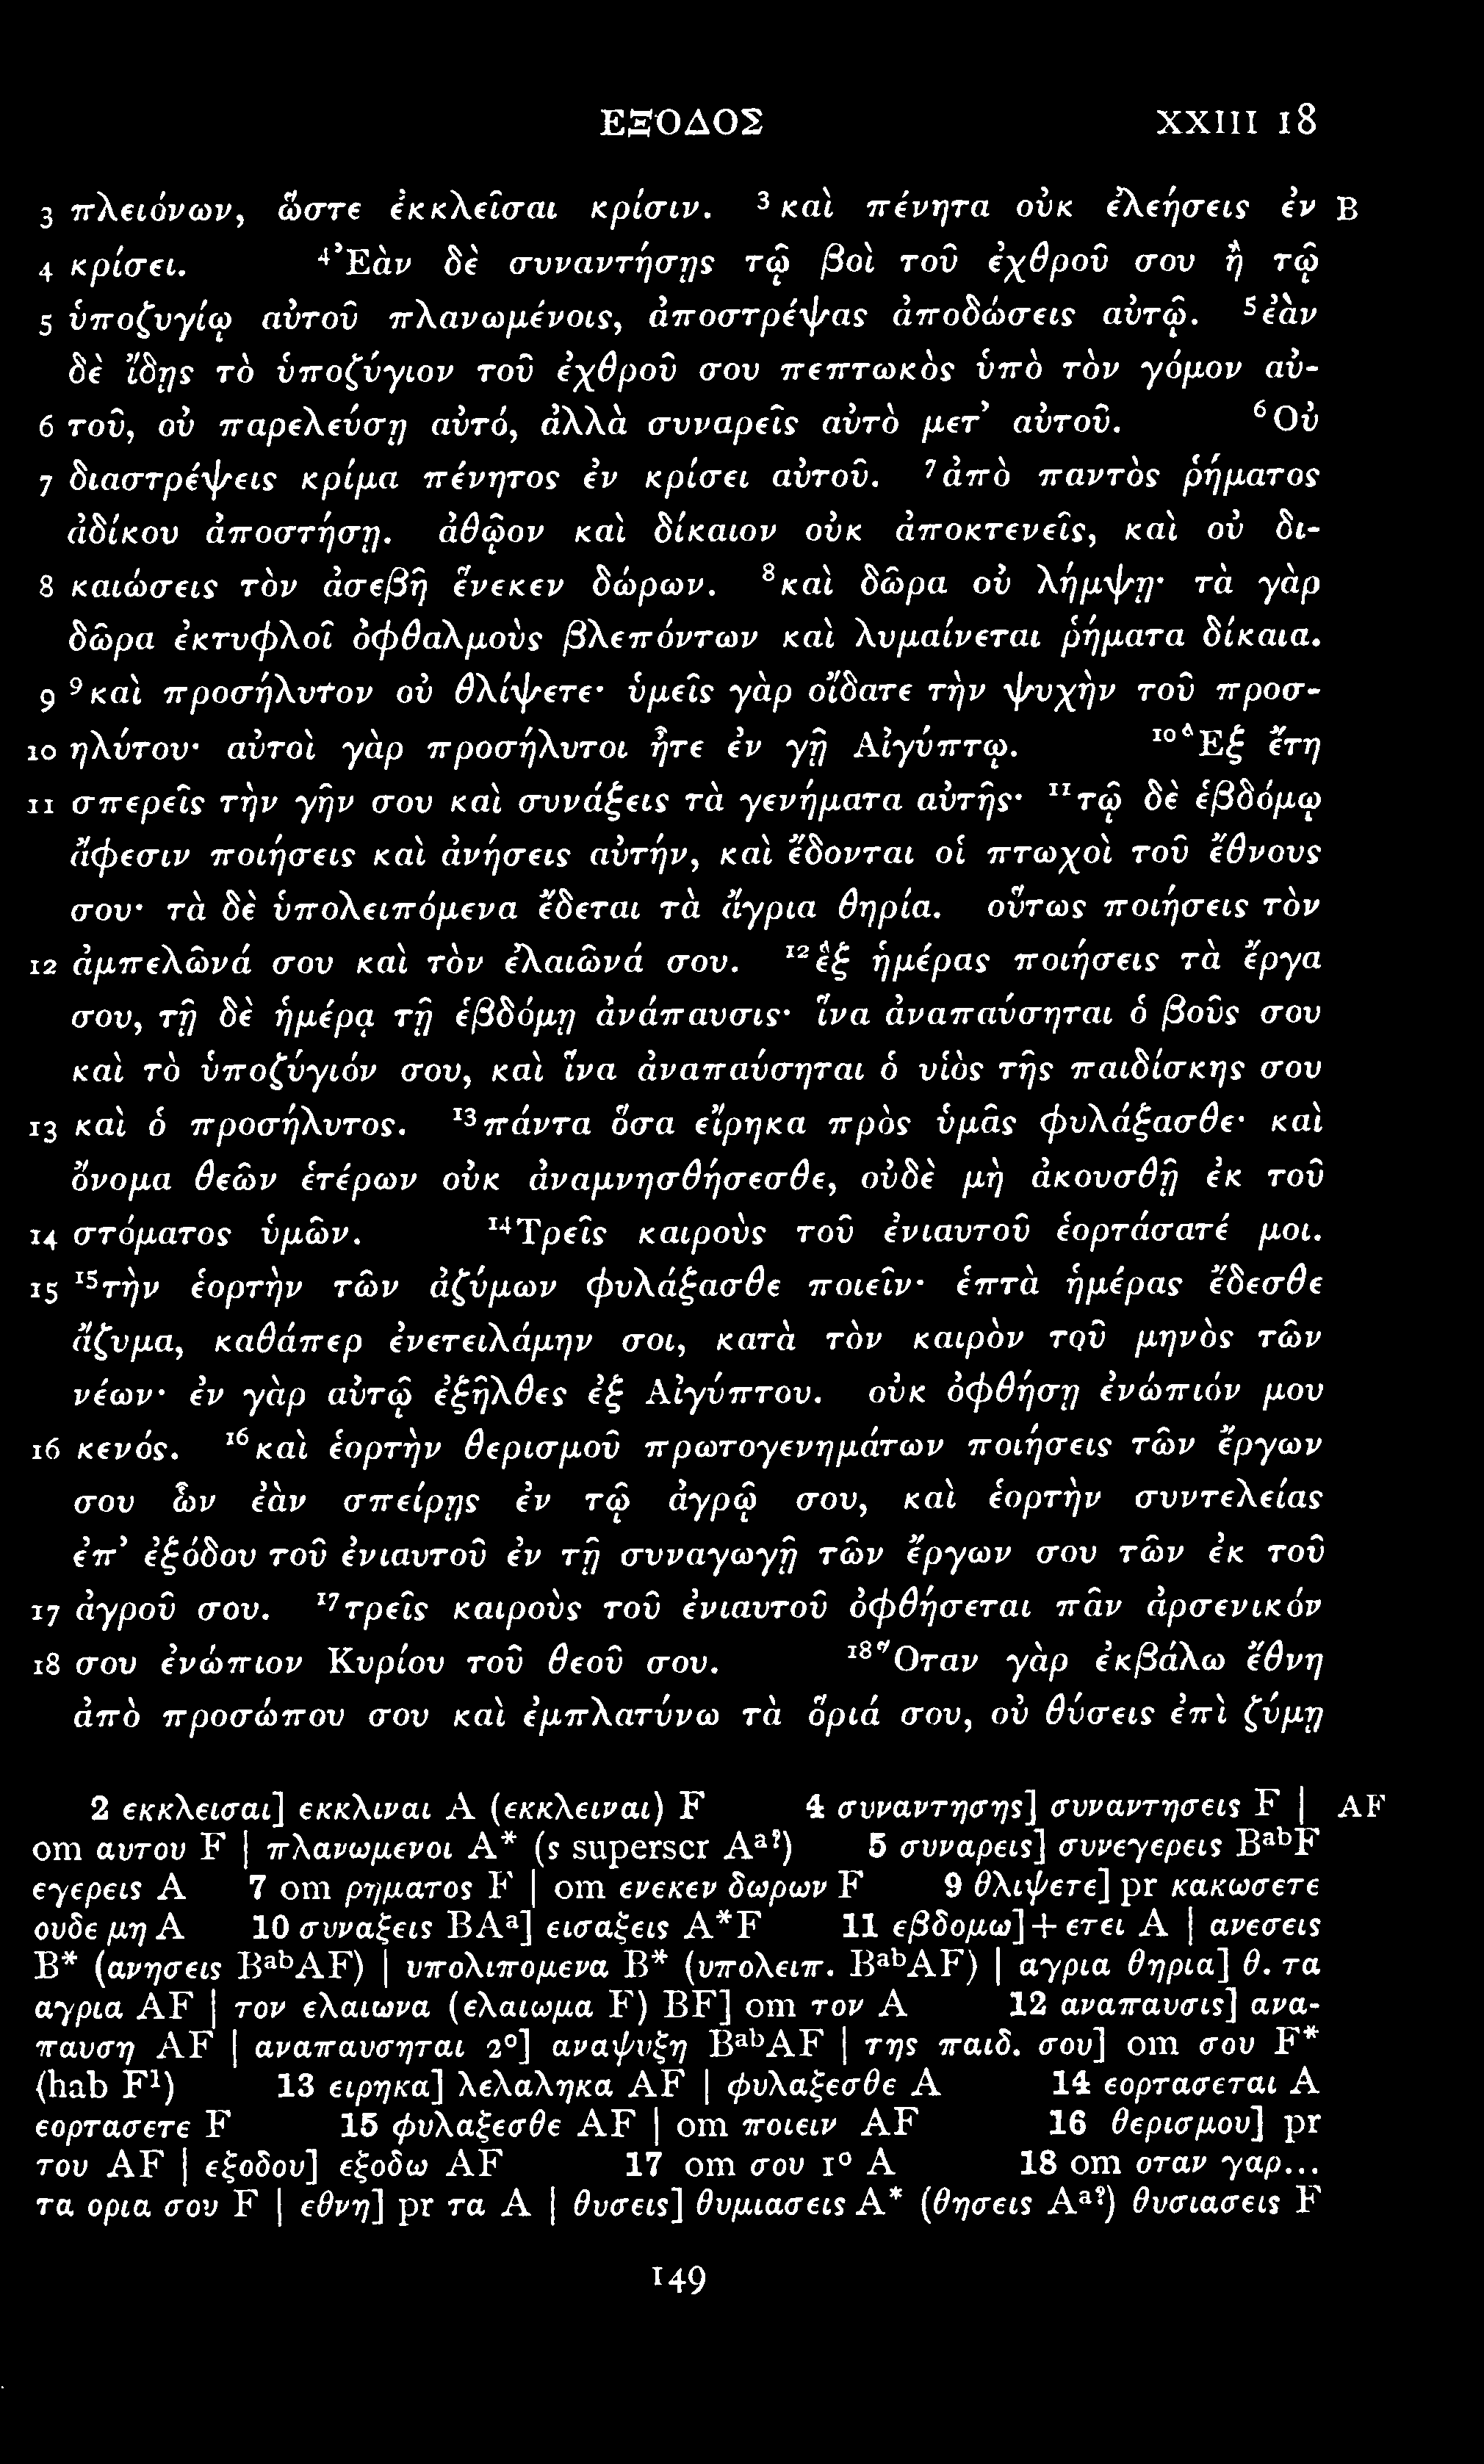 ΕΞΟΔΟΣ XXIII 18
3 πλειόνων, ὥστε ἐκκλεῖσαι κρίσιν. ³καὶ πένητα οὐκ ἐλεήσεις ἐν B
4 κρίσει. ⁴Ἐὰν δὲ συναντήσῃς τῷ βοὶ τοῦ ἐχθροῦ σου ἢ τῷ
5 ὑποζυγίῳ αὐτοῦ πλανωμένοις, ἀποστρέψας ἀποδώσεις αὐτῷ. ⁵ἐὰν
δὲ ἴδῃς τὸ ὑποζύγιον τοῦ ἐχθροῦ σου πεπτωκὸς ὑπὸ τὸν γόμον αὐ-
6 τοῦ, οὐ παρελεύσῃ αὐτό, ἀλλὰ συναρεῖς αὐτὸ μετ’ αὐτοῦ. ⁶Οὐ
7 διαστρέψεις κρίμα πένητος ἐν κρίσει αὐτοῦ. ⁷ἀπὸ παντὸς ῥήματος
ἀδίκου ἀποστήσῃ. ἀθῷον καὶ δίκαιον οὐκ ἀποκτενεῖς, καὶ οὐ δι-
8 καιώσεις τὸν ἀσεβῆ ἕνεκεν δώρων. ⁸καὶ δῶρα οὐ λήμψῃ· τὰ γὰρ
δῶρα ἐκτυφλοῖ ὀφθαλμοὺς βλεπόντων καὶ λυμαίνεται ῥήματα δίκαια.
9 ⁹καὶ προσήλυτον οὐ θλίψετε· ὑμεῖς γὰρ οἴδατε τὴν ψυχὴν τοῦ προσ-
10 ηλύτου· αὐτοὶ γὰρ προσήλυτοι ἦτε ἐν γῇ Αἰγύπτῳ. ¹⁰Ἓξ ἔτη
11 σπερεῖς τὴν γῆν σου καὶ συνάξεις τὰ γενήματα αὐτῆς· ¹¹τῷ δὲ ἑβδόμῳ
ἄφεσιν ποιήσεις καὶ ἀνήσεις αὐτήν, καὶ ἔδονται οἱ πτωχοὶ τοῦ ἔθνους
σου· τὰ δὲ ὑπολειπόμενα ἔδεται τὰ ἄγρια θηρία. οὕτως ποιήσεις τὸν
12 ἀμπελῶνά σου καὶ τὸν ἐλαιῶνά σου. ¹²ἓξ ἡμέρας ποιήσεις τὰ ἔργα
σου, τῇ δὲ ἡμέρᾳ τῇ ἑβδόμῃ ἀνάπαυσις· ἵνα ἀναπαύσηται ὁ βοῦς σου
καὶ τὸ ὑποζύγιόν σου, καὶ ἵνα ἀναπαύσηται ὁ υἱὸς τῆς παιδίσκης σου
13 καὶ ὁ προσήλυτος. ¹³πάντα ὅσα εἴρηκα πρὸς ὑμᾶς φυλάξασθε· καὶ
ὄνομα θεῶν ἑτέρων οὐκ ἀναμνησθήσεσθε, οὐδὲ μὴ ἀκουσθῇ ἐκ τοῦ
14 στόματος ὑμῶν. ¹⁴Τρεῖς καιροὺς τοῦ ἐνιαυτοῦ ἑορτάσατέ μοι.
15 ¹⁵τὴν ἑορτὴν τῶν ἀζύμων φυλάξασθε ποιεῖν· ἑπτὰ ἡμέρας ἔδεσθε
ἄζυμα, καθάπερ ἐνετειλάμην σοι, κατὰ τὸν καιρὸν τοῦ μηνὸς τῶν
νέων· ἐν γὰρ αὐτῷ ἐξῆλθες ἐξ Αἰγύπτου. οὐκ ὀφθήσῃ ἐνώπιόν μου
16 κενός. ¹⁶καὶ ἑορτὴν θερισμοῦ πρωτογενημάτων ποιήσεις τῶν ἔργων
σου ὧν ἐὰν σπείρῃς ἐν τῷ ἀγρῷ σου, καὶ ἑορτὴν συντελείας
ἐπ’ ἐξόδου τοῦ ἐνιαυτοῦ ἐν τῇ συναγωγῇ τῶν ἔργων σου τῶν ἐκ τοῦ
17 ἀγροῦ σου. ¹⁷τρεῖς καιροὺς τοῦ ἐνιαυτοῦ ὀφθήσεται πᾶν ἀρσενικόν
18 σου ἐνώπιον Κυρίου τοῦ θεοῦ σου. ¹⁸Ὅταν γὰρ ἐκβάλω ἔθνη
ἀπὸ προσώπου σου καὶ ἐμπλατύνω τὰ ὅριά σου, οὐ θύσεις ἐπὶ ζύμῃ
2 εκκλεισαι] εκκλιναι A (εκκλειναι) F 4 συναντησης] συναντησεις F | AF
om αυτου F | πλανωμενοι A* (s superscr Aᵃ?) 5 συναρεις] συνεγερεις BᵃᵇF
εγερεις A 7 om ρηματος F | om ενεκεν δωρων F 9 θλιψετε] pr κακωσετε
ουδε μη A 10 συναξεις BAᵃ] εισαξεις A*F 11 εβδομω]+ετει A | ανεσεις
B* (ανησεις BᵃᵇAF) | υπολιπομενα B* (υπολειπ. BᵃᵇAF) | αγρια θηρια] θ. τα
αγρια AF | τον ελαιωνα (ελαιωμα F) BF] om τον A 12 αναπαυσις] ανα-
παυση AF | αναπαυσηται 2°] αναψυξη BᵃᵇAF | της παιδ. σου] om σου F*
(hab F¹) 13 ειρηκα] λελαληκα AF | φυλαξεσθε A 14 εορτασεται A
εορτασετε F 15 φυλαξεσθε AF | om ποιειν AF 16 θερισμου] pr
του AF | εξοδου] εξοδω AF 17 om σου 1° A 18 om οταν γαρ...
τα ορια σου F | εθνη] pr τα A | θυσεις] θυμιασεις A* (θησεις Aᵃ?) θυσιασεις F
149